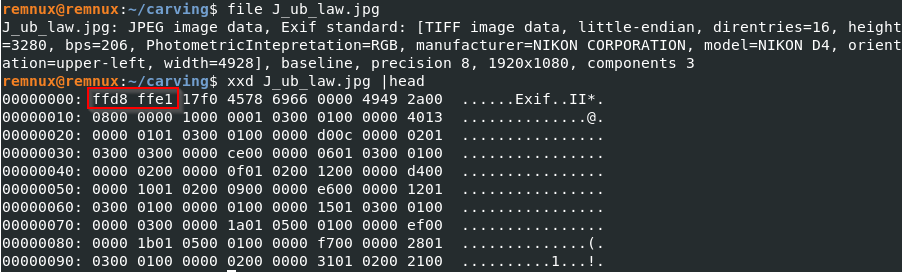 remnux@remnux:~/carving$ file J_ub_law.jpg
J_ub_law.jpg: JPEG image data, Exif standard: [TIFF image data, little-endian, direntries=16, height
=3280, bps=206, PhotometricIntepretation=RGB, manufacturer=NIKON CORPORATION, model=NIKON D4, orient
ation=upper-left, width=4928], baseline, precision 8, 1920x1080, components 3
remnux@remnux:~/carving$ xxd J_ub_law.jpg |head
00000000: ffd8 ffe1 17f0 4578 6966 0000 4949 2a00  ......Exif..II*.
00000010: 0800 0000 1000 0001 0300 0100 0000 4013  ..............@.
00000020: 0000 0101 0300 0100 0000 d00c 0000 0201  ................
00000030: 0300 0300 0000 ce00 0000 0601 0300 0100  ................
00000040: 0000 0200 0000 0f01 0200 1200 0000 d400  ................
00000050: 0000 1001 0200 0900 0000 e600 0000 1201  ................
00000060: 0300 0100 0000 0100 0000 1501 0300 0100  ................
00000070: 0000 0300 0000 1a01 0500 0100 0000 ef00  ................
00000080: 0000 1b01 0500 0100 0000 f700 0000 2801  ..............(.
00000090: 0300 0100 0000 0200 0000 3101 0200 2100  ..........1...!.